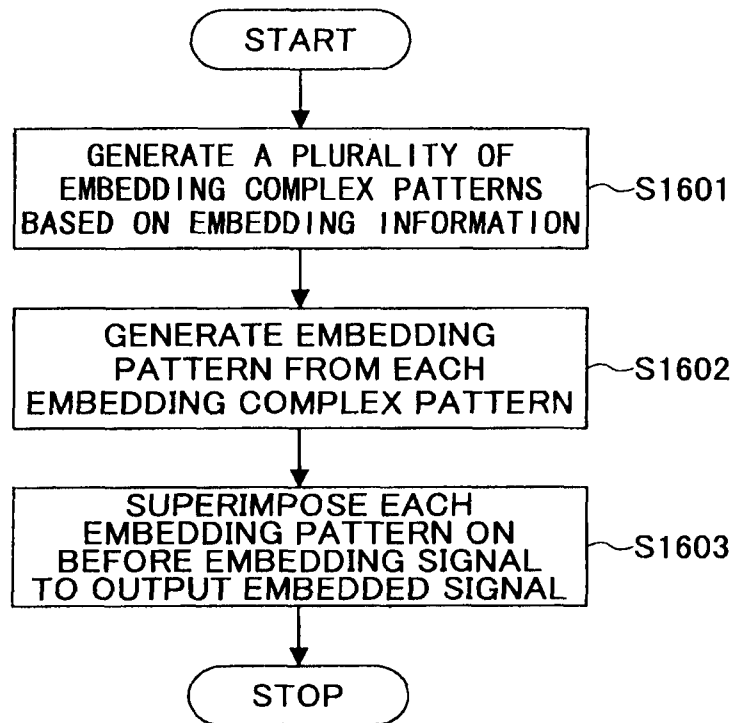 START
GENERATE A PLURALITY OF
EMBEDDING COMPLEX PATTERNS
BASED ON EMBEDDING INFORMATION
S1601
GENERATE EMBEDDING
PATTERN FROM EACH
EMBEDDING COMPLEX PATTERN
S1602
SUPERIMPOSE EACH
EMBEDDING PATTERN ON
BEFORE EMBEDDING SIGNAL
TO OUTPUT EMBEDDED SIGNAL
S1603
STOP